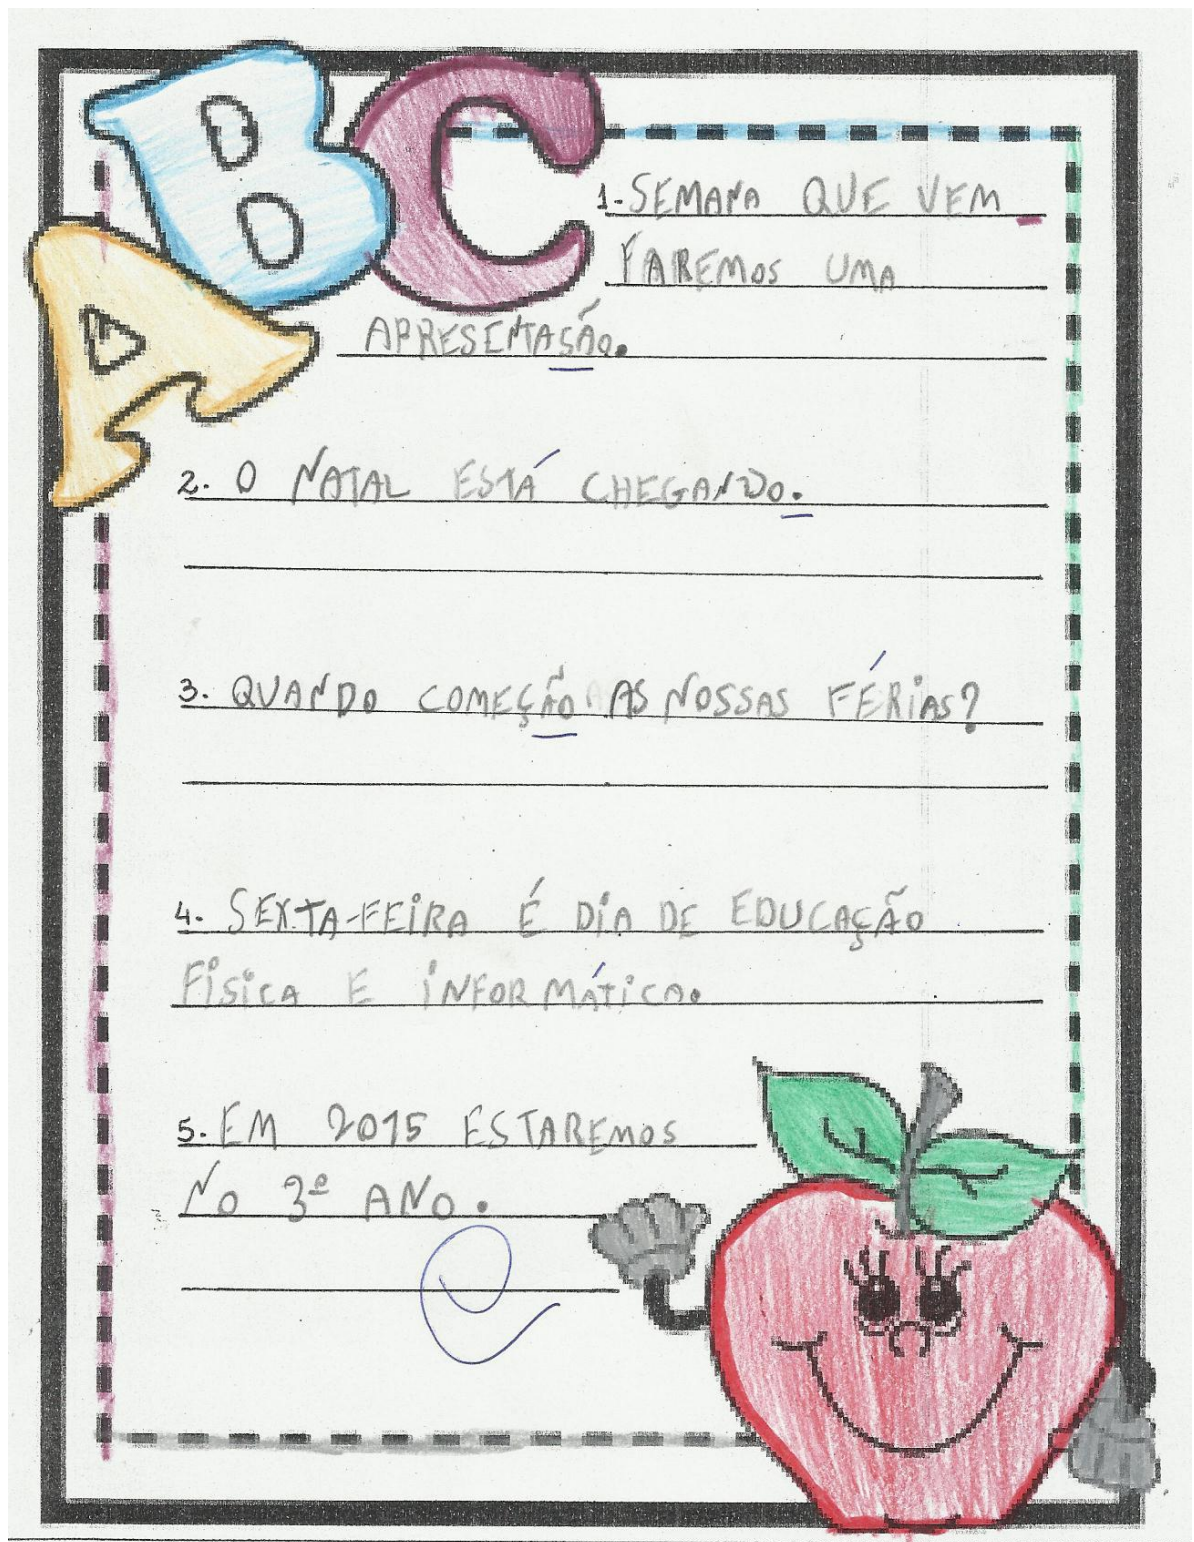 ABC
1- SEMANA QUE VEM
FAREMOS UMA
APRESENTASÃO.
2. O NATAL ESTÁ CHEGANDO.
3. QUANDO COMEÇÃO AS NOSSAS FÉRIAS?
4. SEXTA-FEIRA É DIA DE EDUCAÇÃO
FÍSICA E INFORMÁTICA.
5. EM 2015 ESTAREMOS
NO 3º ANO.